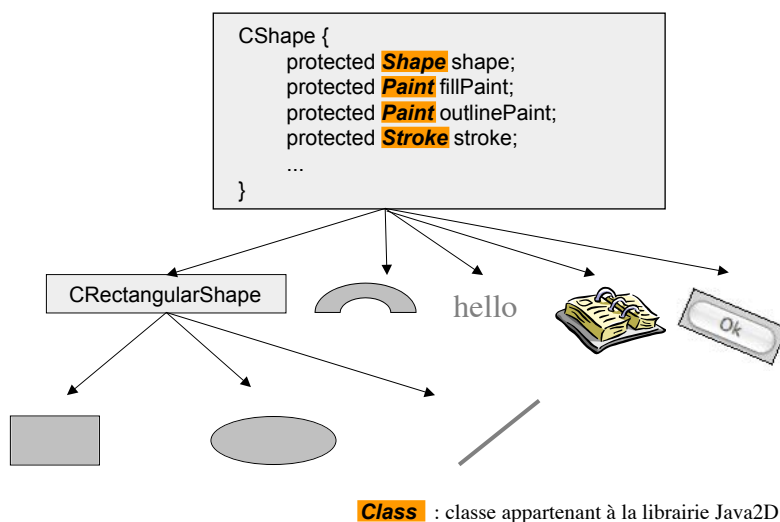 CShape {
protected Shape shape;
protected Paint fillPaint;
protected Paint outlinePaint;
protected Stroke stroke;
...
}
CRectangularShape
hello
Ok
Class : classe appartenant à la librairie Java2D